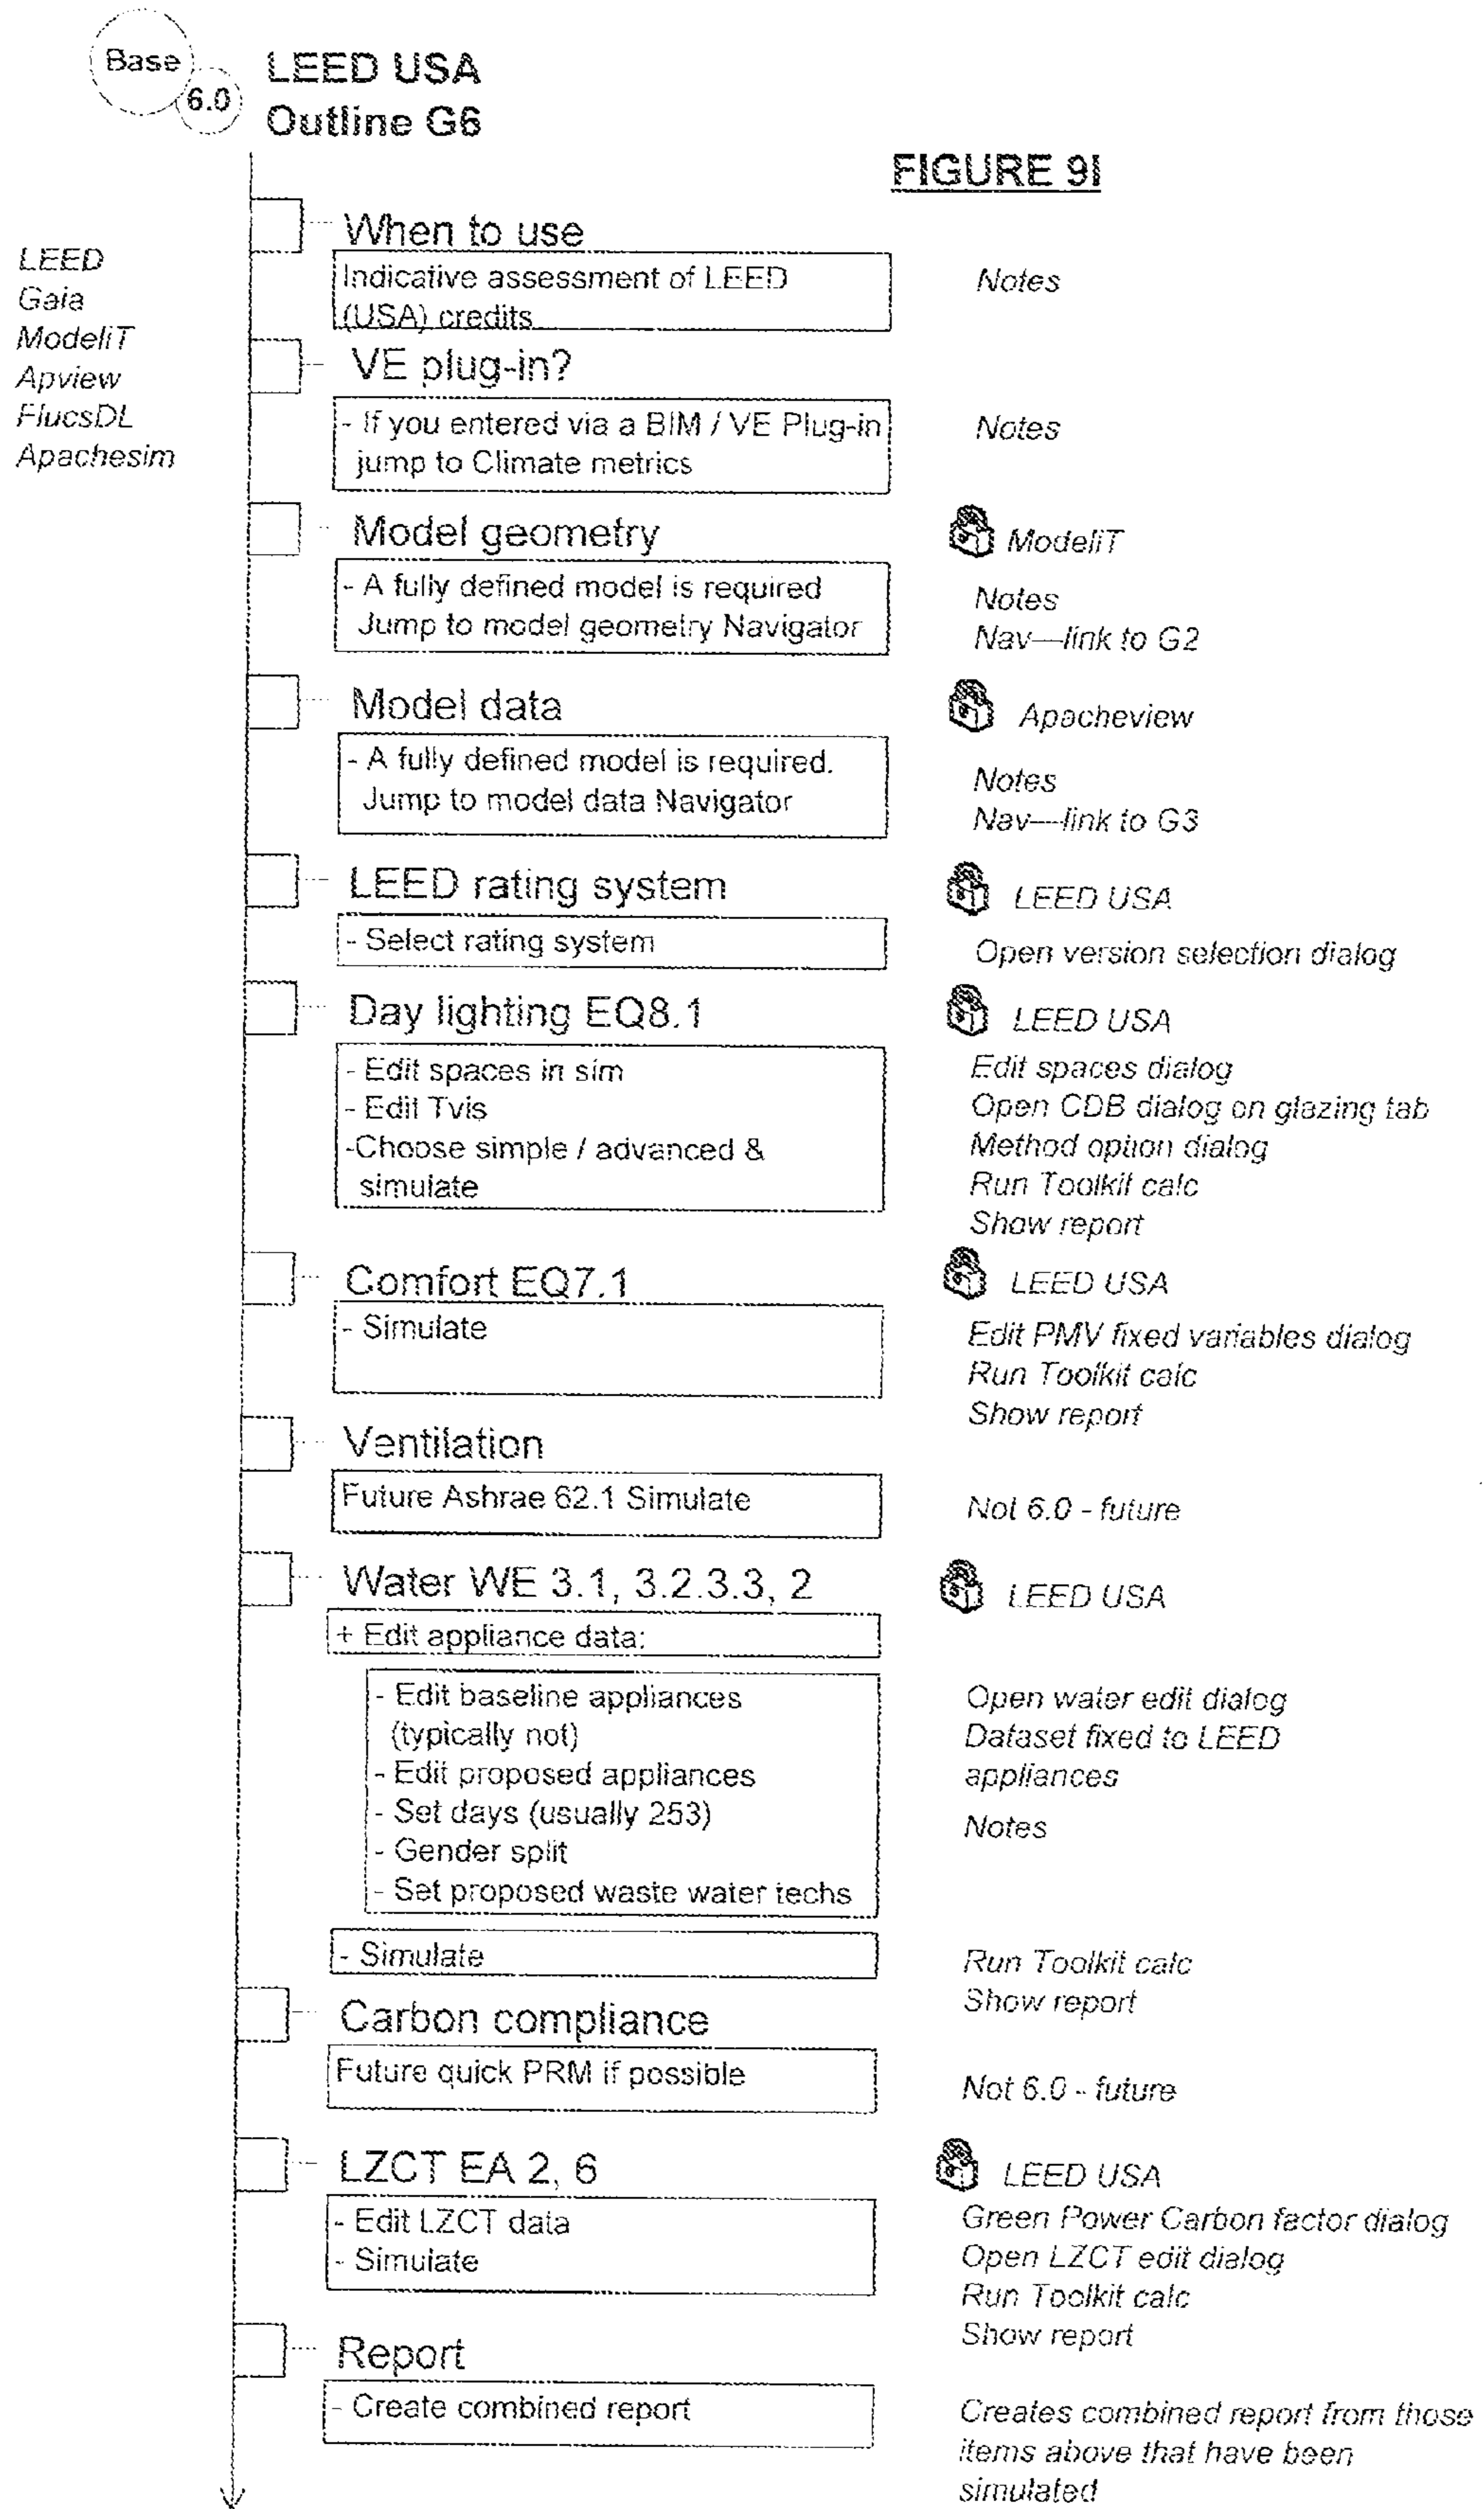 Base
6.0
LEED USA
Outline G6
FIGURE 9I
LEED
Gaia
ModeliT
Apview
FlucsDL
Apachesim
When to use
Indicative assessment of LEED
(USA) credits
Notes
VE plug-in?
- If you entered via a BIM / VE Plug-in
jump to Climate metrics
Notes
Model geometry
ModeliT
- A fully defined model is required
Jump to model geometry Navigator
Notes
Nav—link to G2
Model data
Apacheview
- A fully defined model is required.
Jump to model data Navigator
Notes
Nav—link to G3
LEED rating system
LEED USA
- Select rating system
Open version selection dialog
Day lighting EQ8.1
LEED USA
- Edit spaces in sim
- Edit Tvis
-Choose simple / advanced &
simulate
Edit spaces dialog
Open CDB dialog on glazing tab
Method option dialog
Run Toolkit calc
Show report
Comfort EQ7.1
LEED USA
- Simulate
Edit PMV fixed variables dialog
Run Toolkit calc
Show report
Ventilation
Future Ashrae 62.1 Simulate
Not 6.0 - future
Water WE 3.1, 3.2.3.3, 2
LEED USA
+ Edit appliance data:
- Edit baseline appliances
(typically not)
- Edit proposed appliances
- Set days (usually 253)
- Gender split
- Set proposed waste water techs
Open water edit dialog
Dataset fixed to LEED
appliances
Notes
- Simulate
Run Toolkit calc
Show report
Carbon compliance
Future quick PRM if possible
Not 6.0 - future
LZCT EA 2, 6
LEED USA
- Edit LZCT data
- Simulate
Green Power Carbon factor dialog
Open LZCT edit dialog
Run Toolkit calc
Show report
Report
- Create combined report
Creates combined report from those
items above that have been
simulated